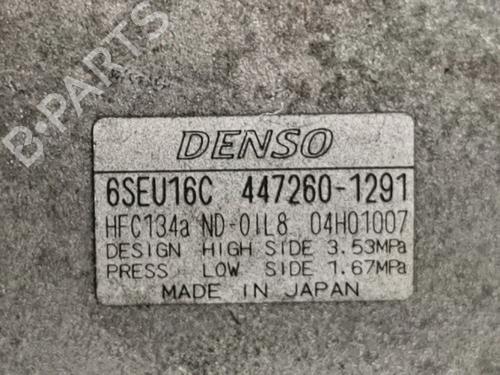 B-PARTS
DENSO
6SEU16C 447260-1291
HFC134a ND-OIL8 04H01007
DESIGN HIGH SIDE 3.53MPa
PRESS LOW SIDE 1.67MPa
MADE IN JAPAN